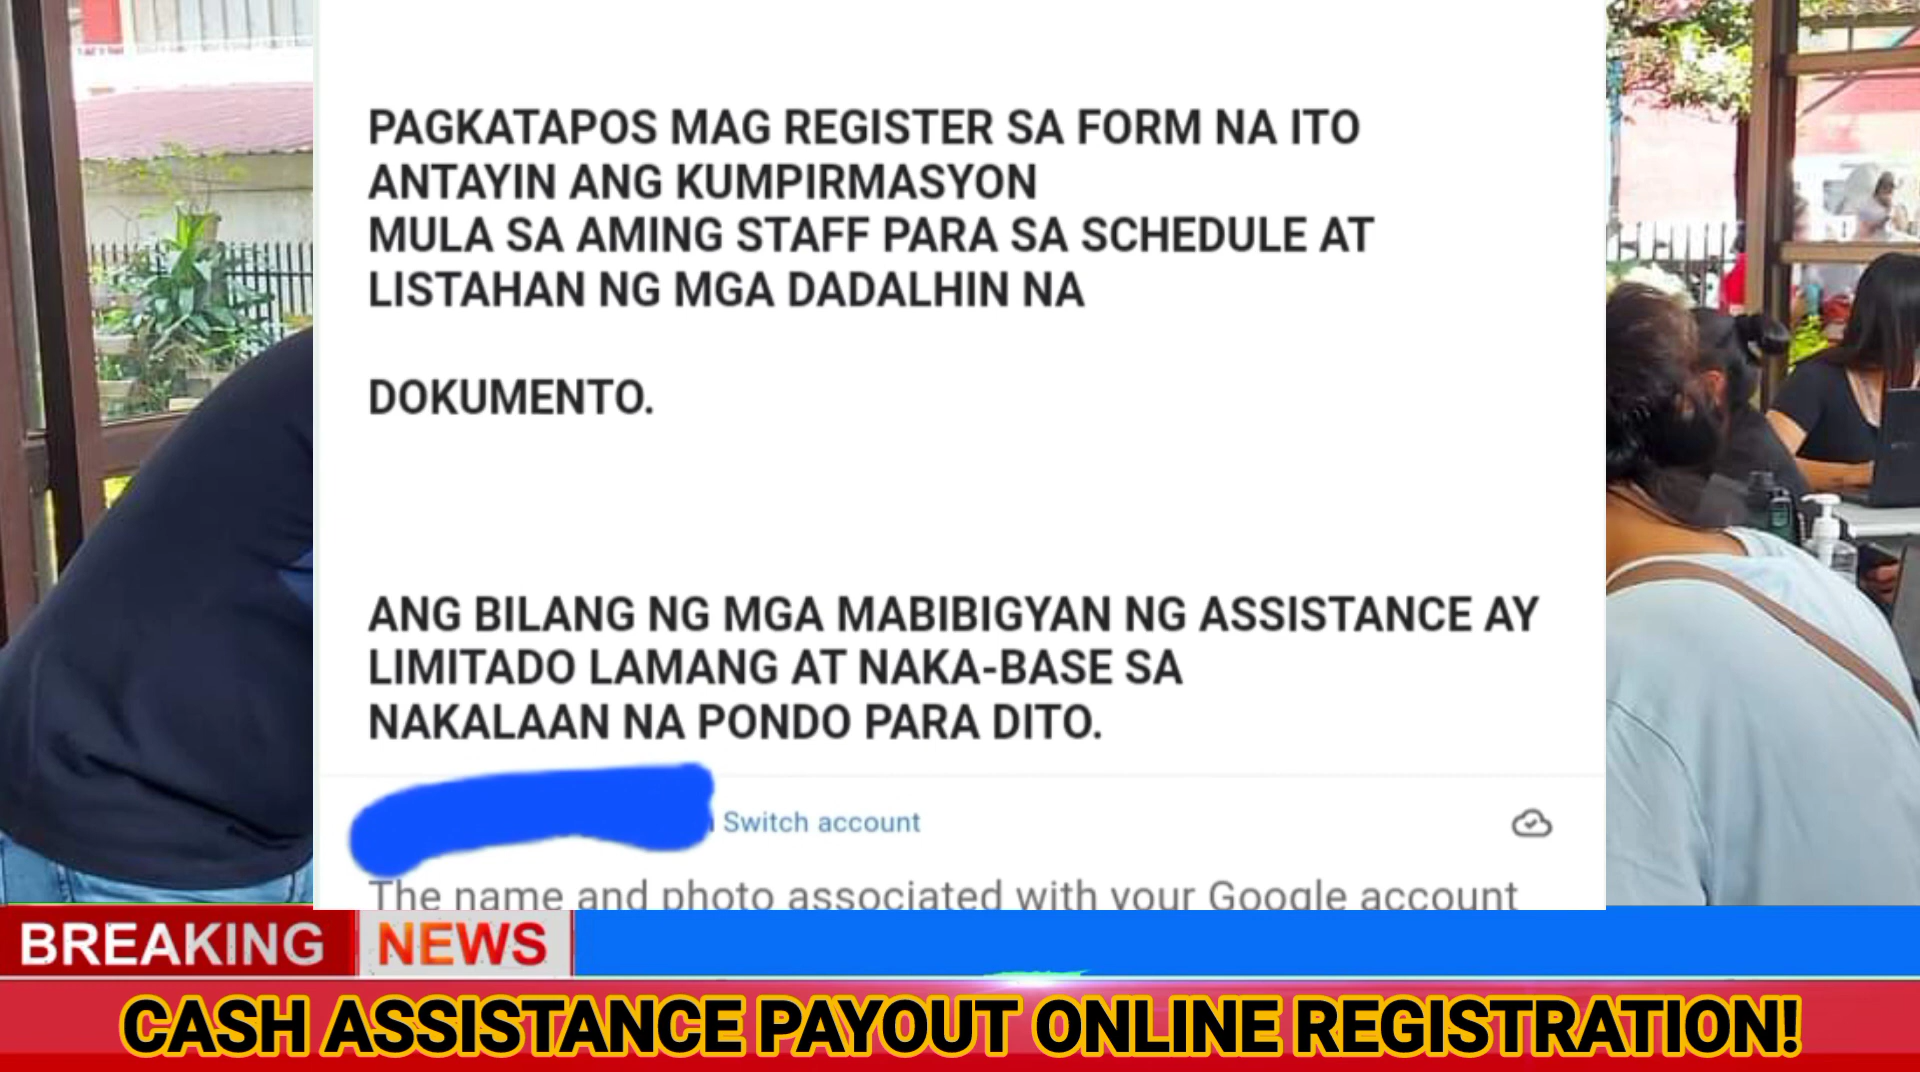 PAGKATAPOS MAG REGISTER SA FORM NA ITO
ANTAYIN ANG KUMPIRMASYON
MULA SA AMING STAFF PARA SA SCHEDULE AT
LISTAHAN NG MGA DADALHIN NA
DOKUMENTO.
ANG BILANG NG MGA MABIBIGYAN NG ASSISTANCE AY
LIMITADO LAMANG AT NAKA-BASE SA
NAKALAAN NA PONDO PARA DITO.
Switch account
The name and photo associated with your Google account
BREAKING NEWS
CASH ASSISTANCE PAYOUT ONLINE REGISTRATION!